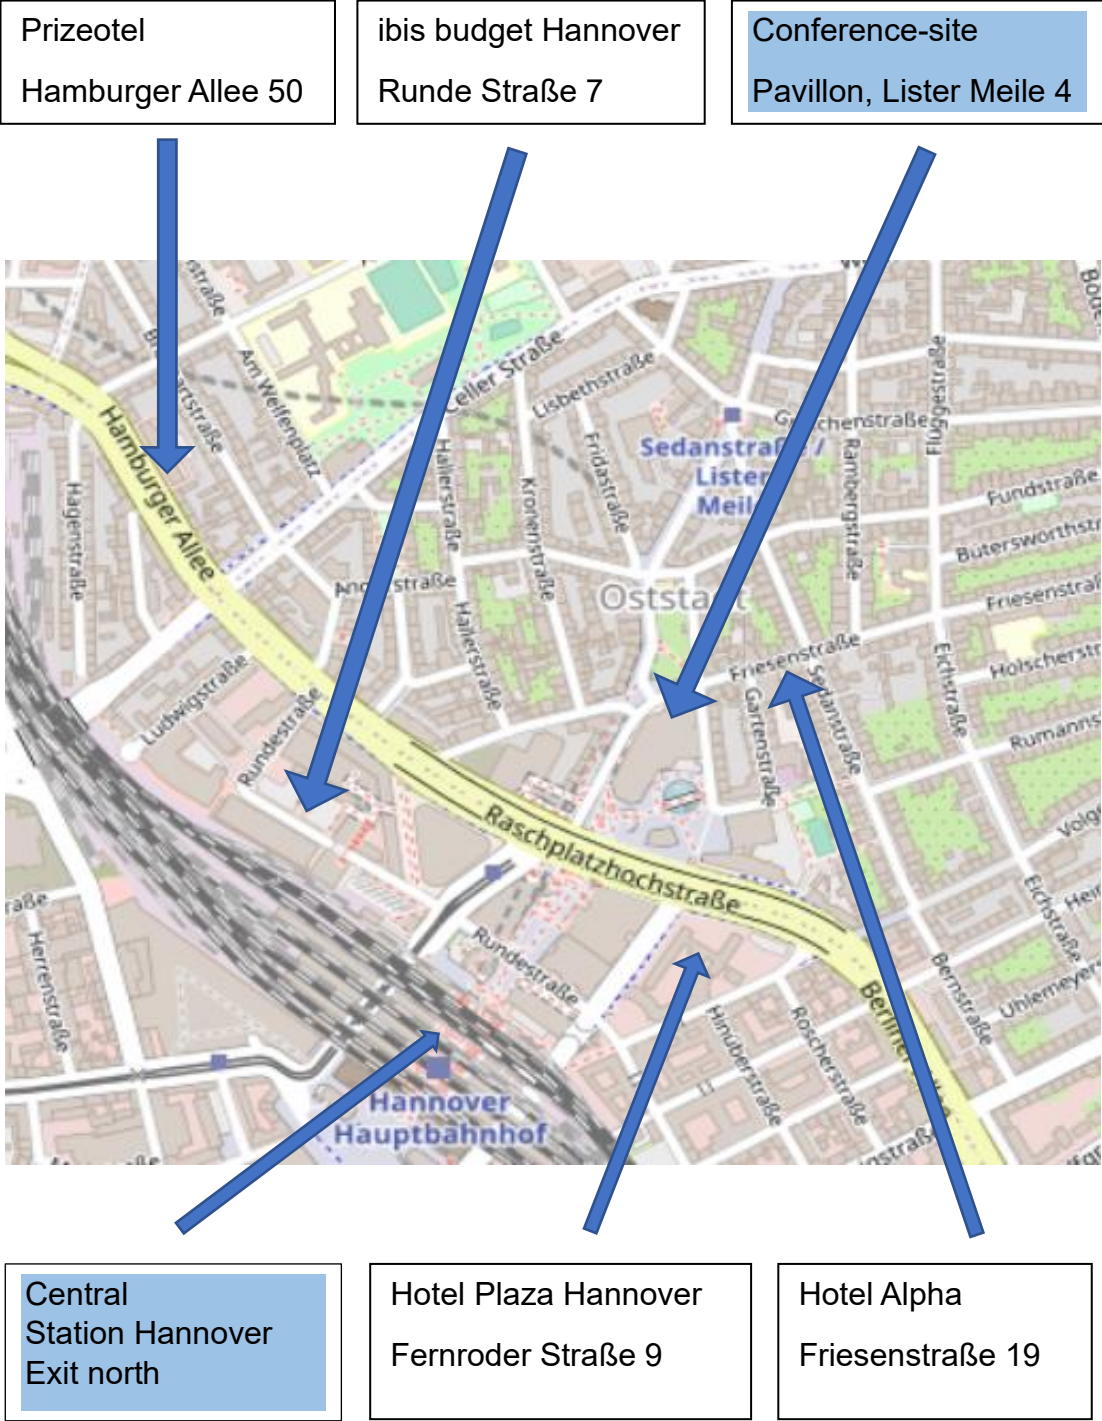 Prizeotel
Hamburger Allee 50
ibis budget Hannover
Runde Straße 7
Conference-site
Pavillon, Lister Meile 4
Am Welfenplatz
Celler Straße
Lisbethstraße
Hamburger Allee
Hagenstraße
Hallerstraße
Kronenstraße
Fridastraße
Sedanstraße /
Lister
Meile
Flüggestraße
Rambergstraße
Fundstraße
Friesenstraße
Hallerstraße
Ludwigstraße
Rundestraße
Friesenstraße
Gartenstraße
Sedanstraße
Eichstraße
Raschplatzhochstraße
Rundestraße
Herrenstraße
Hinüberstraße
Roscherstraße
Bernstraße
Eichstraße
Hannover
Hauptbahnhof
Central
Station Hannover
Exit north
Hotel Plaza Hannover
Fernroder Straße 9
Hotel Alpha
Friesenstraße 19